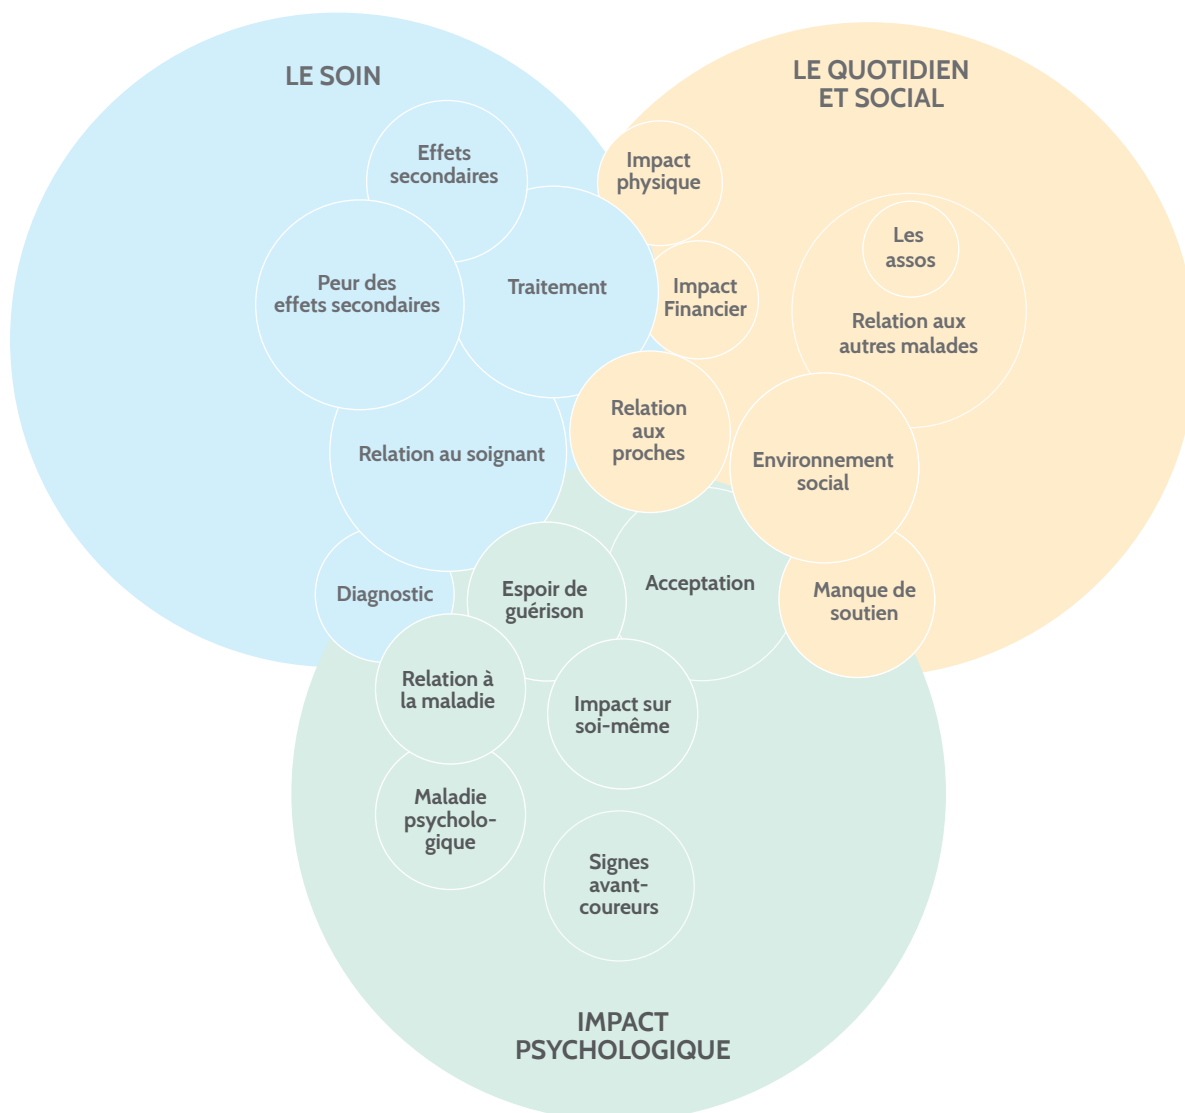 LE SOIN
Effets
secondaires
Peur des
effets secondaires
Traitement
Relation au soignant
Diagnostic
LE QUOTIDIEN
ET SOCIAL
Impact
physique
Impact
Financier
Les
assos
Relation aux
autres malades
Relation
aux
proches
Environnement
social
Manque de
soutien
Espoir de
guérison
Acceptation
Relation à
la maladie
Impact sur
soi-même
Maladie
psycholo-
gique
Signes
avant-
coureurs
IMPACT
PSYCHOLOGIQUE